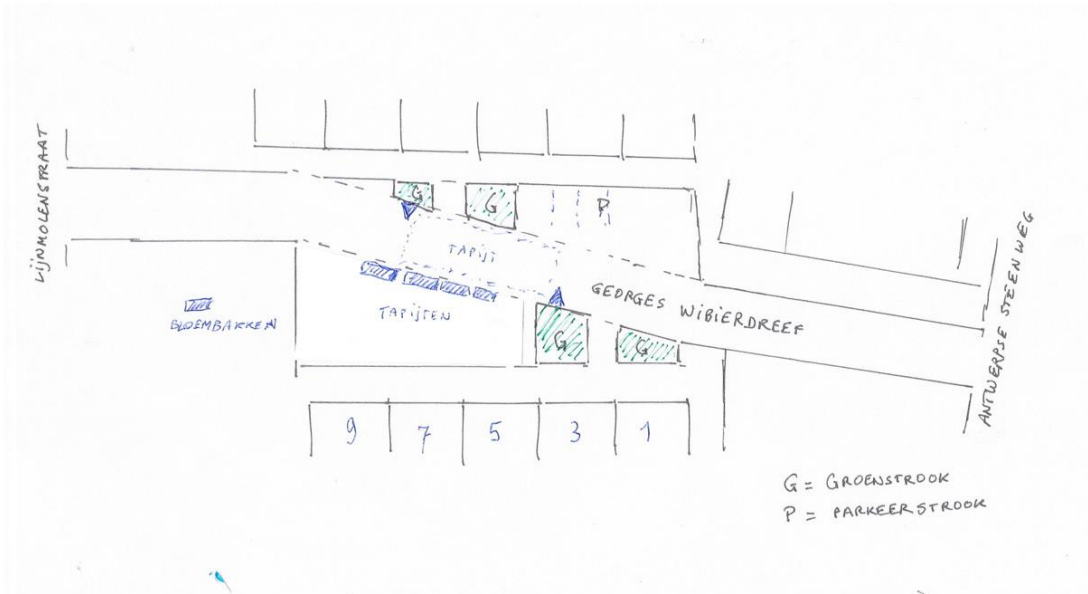 LIJNMOLENSTRAAT
G
G
P
TAPIJT
GEORGES WIBIERDREEF
ANTWERPSE STEENWEG
BLOEMBAKKEN
TAPIJTEN
G
G
9 7 5 3 1
G = GROENSTROOK
P = PARKEERSTROOK